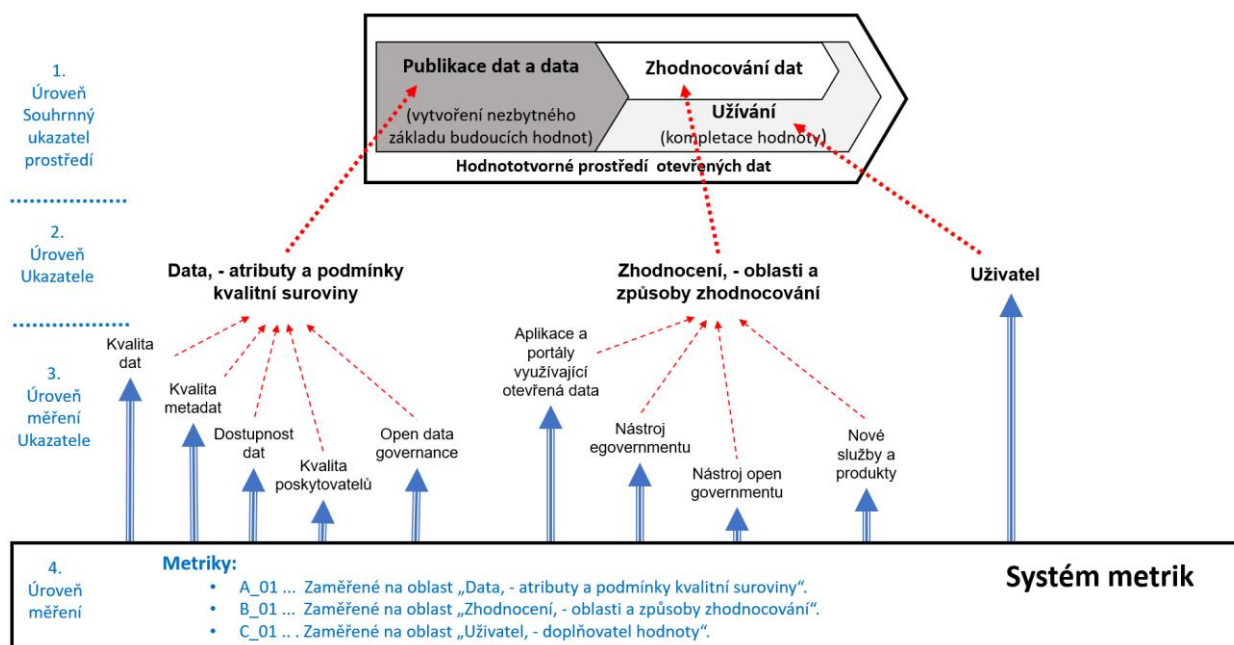 1.
Úroveň
Souhrnný
ukazatel
prostředí
Publikace dat a data
(vytvoření nezbytného
základu budoucích hodnot)
Zhodnocování dat
Užívání
(kompletace hodnoty)
Hodnototvorné prostředí otevřených dat
2.
Úroveň
Ukazatele
Data, - atributy a podmínky
kvalitní suroviny
Zhodnocení, - oblasti a
způsoby zhodnocování
Uživatel
3.
Úroveň
měření
Ukazatele
Kvalita
dat
Kvalita
metadat
Dostupnost
dat
Kvalita
poskytovatelů
Open data
governance
Aplikace a
portály
využívající
otevřená data
Nástroj
egovernmentu
Nástroj open
governmentu
Nové
služby a
produkty
4.
Úroveň
měření
Metriky:
• A_01 ... Zaměřené na oblast „Data, - atributy a podmínky kvalitní suroviny“.
• B_01 ... Zaměřené na oblast „Zhodnocení, - oblasti a způsoby zhodnocování“.
• C_01 .. . Zaměřené na oblast „Uživatel, - doplňovatel hodnoty“.
Systém metrik